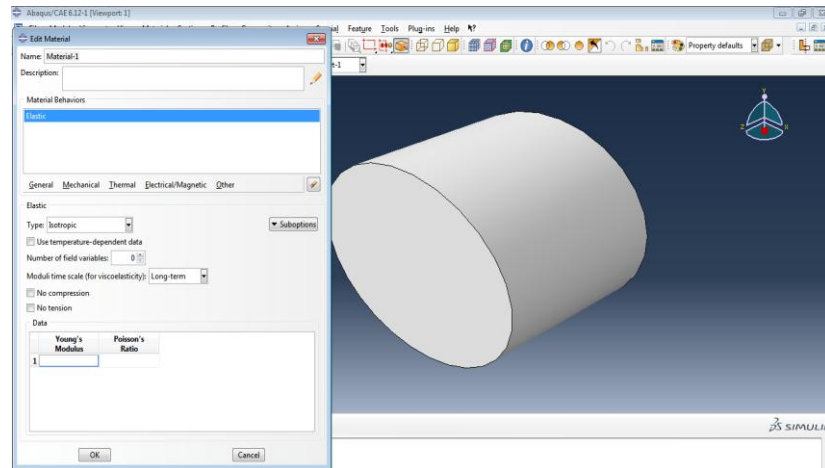 Abaqus/CAE 6.12-1 [Viewport: 1]
Feature Tools Plug-ins Help
Edit Material
Name: Material-1
Description:
Property defaults
Material Behaviors
Elastic
General Mechanical Thermal Electrical/Magnetic Other
Elastic
Type: Isotropic
Suboptions
Use temperature-dependent data
Number of field variables: 0
Moduli time scale (for viscoelasticity): Long-term
No compression
No tension
Data
Young's Modulus
Poisson's Ratio
1
OK Cancel
Y
Z X
SIMULI